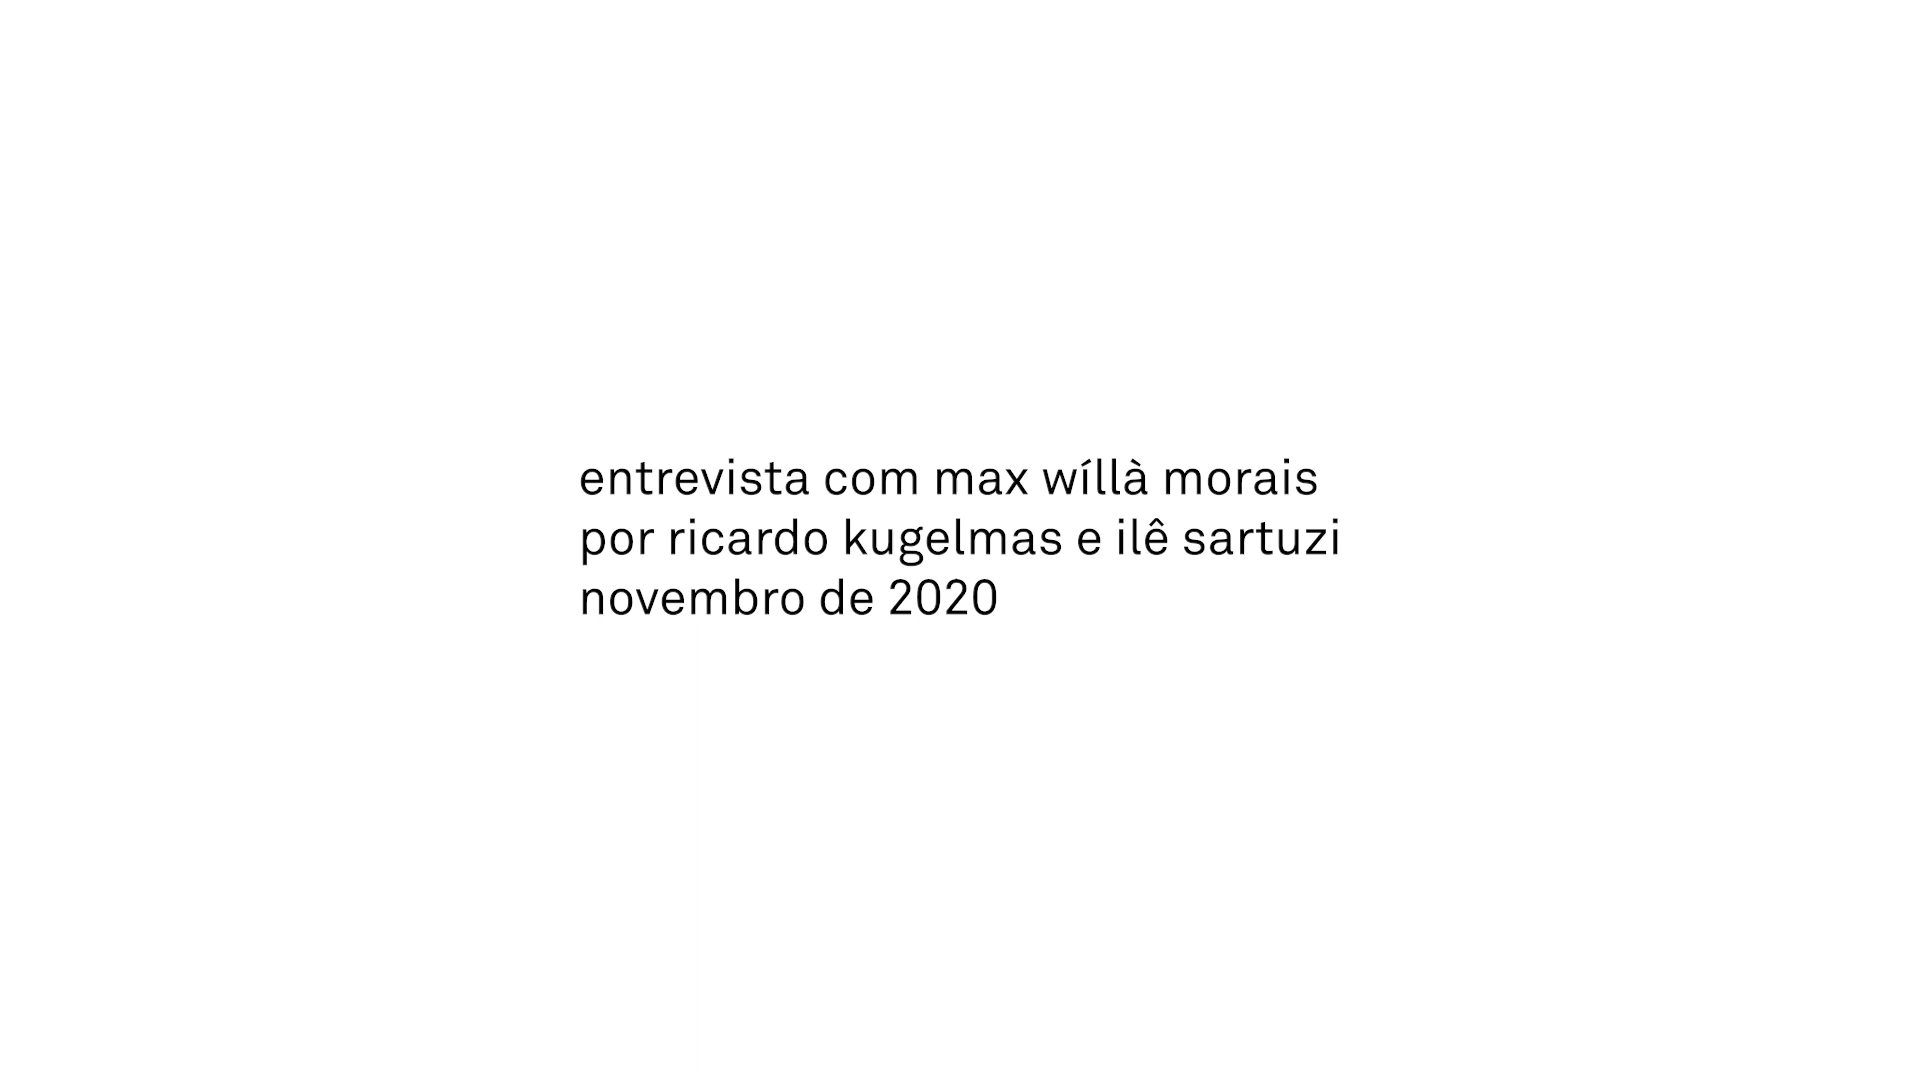 entrevista com max wíllà morais
por ricardo kugelmas e ilê sartuzi
novembro de 2020